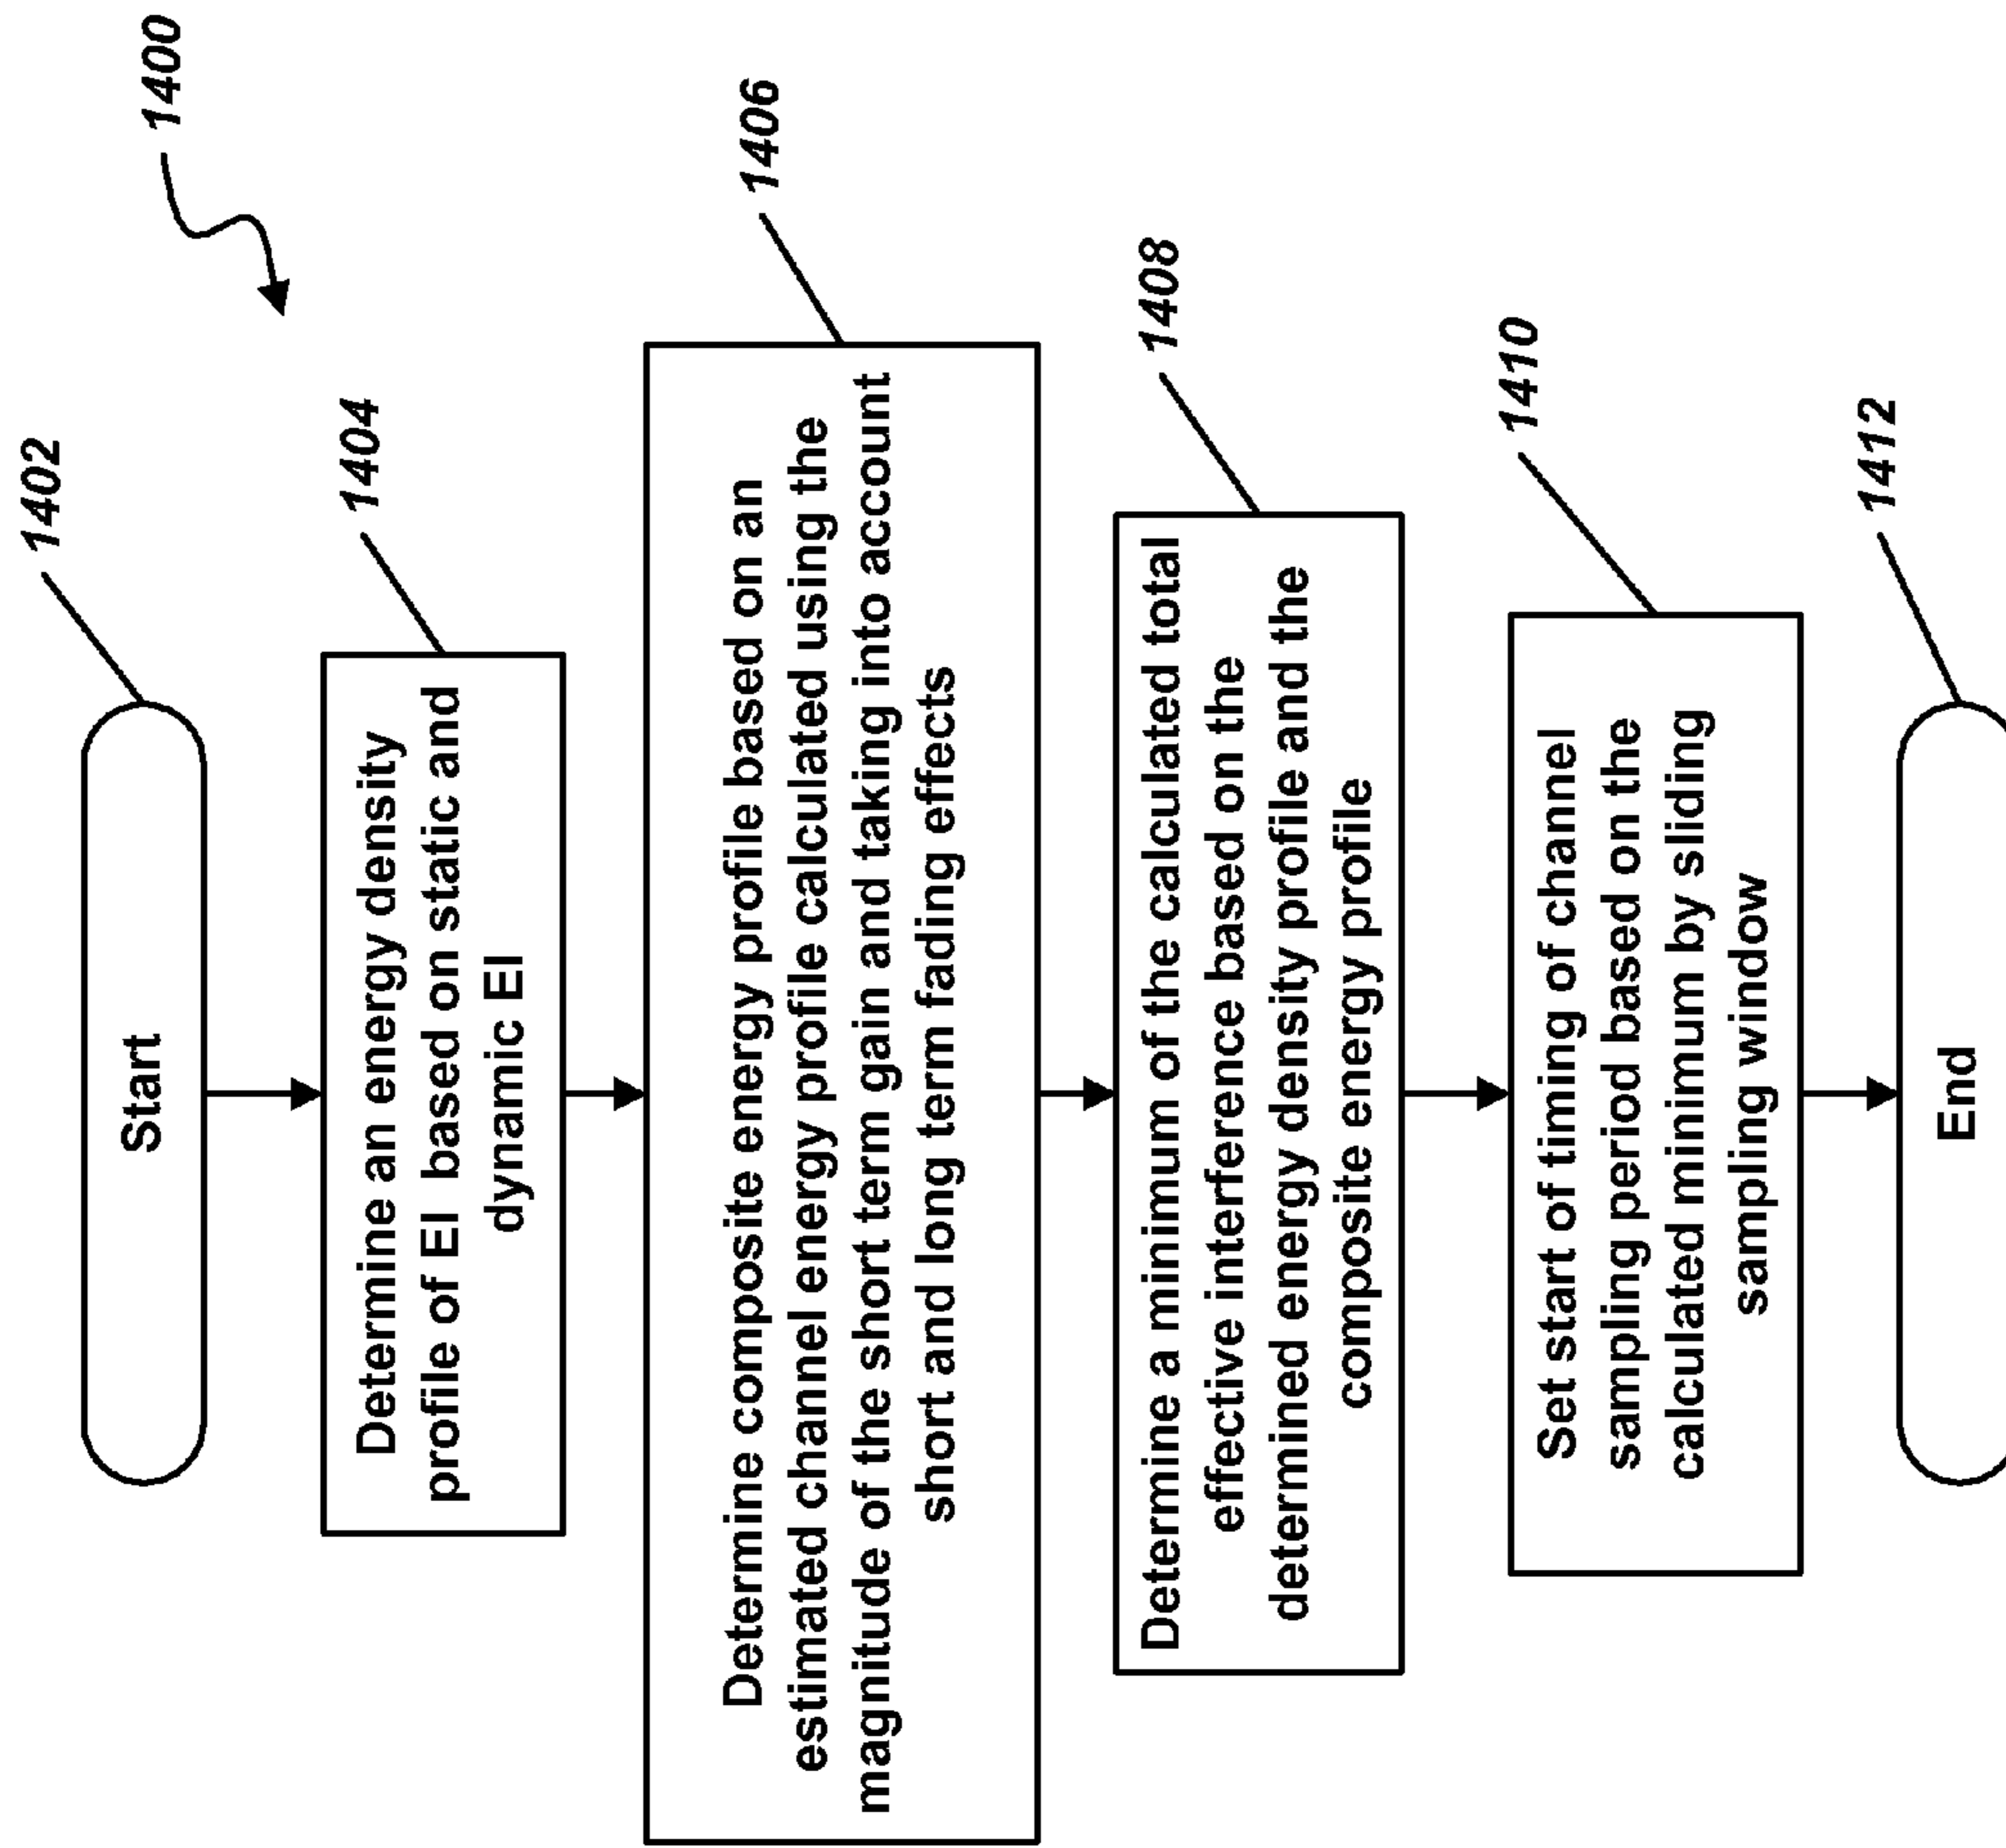 1400
1402
Start
1404
Determine an energy density
profile of EI based on static and
dynamic EI
1406
Determine composite energy profile based on an
estimated channel energy profile calculated using the
magnitude of the short term gain and taking into account
short and long term fading effects
1408
Determine a minimum of the calculated total
effective interference based on the
determined energy density profile and the
composite energy profile
1410
Set start of timing of channel
sampling period based on the
calculated minimum by sliding
sampling window
1412
End